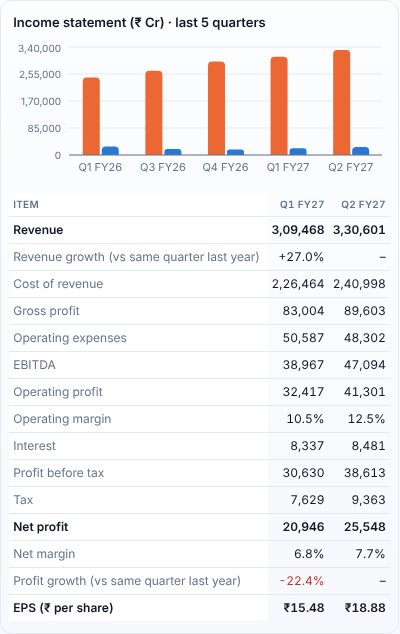 Income statement (₹ Cr) · last 5 quarters
3,40,000
2,55,000
1,70,000
85,000
0
Q1 FY26 Q3 FY26 Q4 FY26 Q1 FY27 Q2 FY27
ITEM Q1 FY27 Q2 FY27
Revenue 3,09,468 3,30,601
Revenue growth (vs same quarter last year) +27.0% –
Cost of revenue 2,26,464 2,40,998
Gross profit 83,004 89,603
Operating expenses 50,587 48,302
EBITDA 38,967 47,094
Operating profit 32,417 41,301
Operating margin 10.5% 12.5%
Interest 8,337 8,481
Profit before tax 30,630 38,613
Tax 7,629 9,363
Net profit 20,946 25,548
Net margin 6.8% 7.7%
Profit growth (vs same quarter last year) -22.4% –
EPS (₹ per share) ₹15.48 ₹18.88